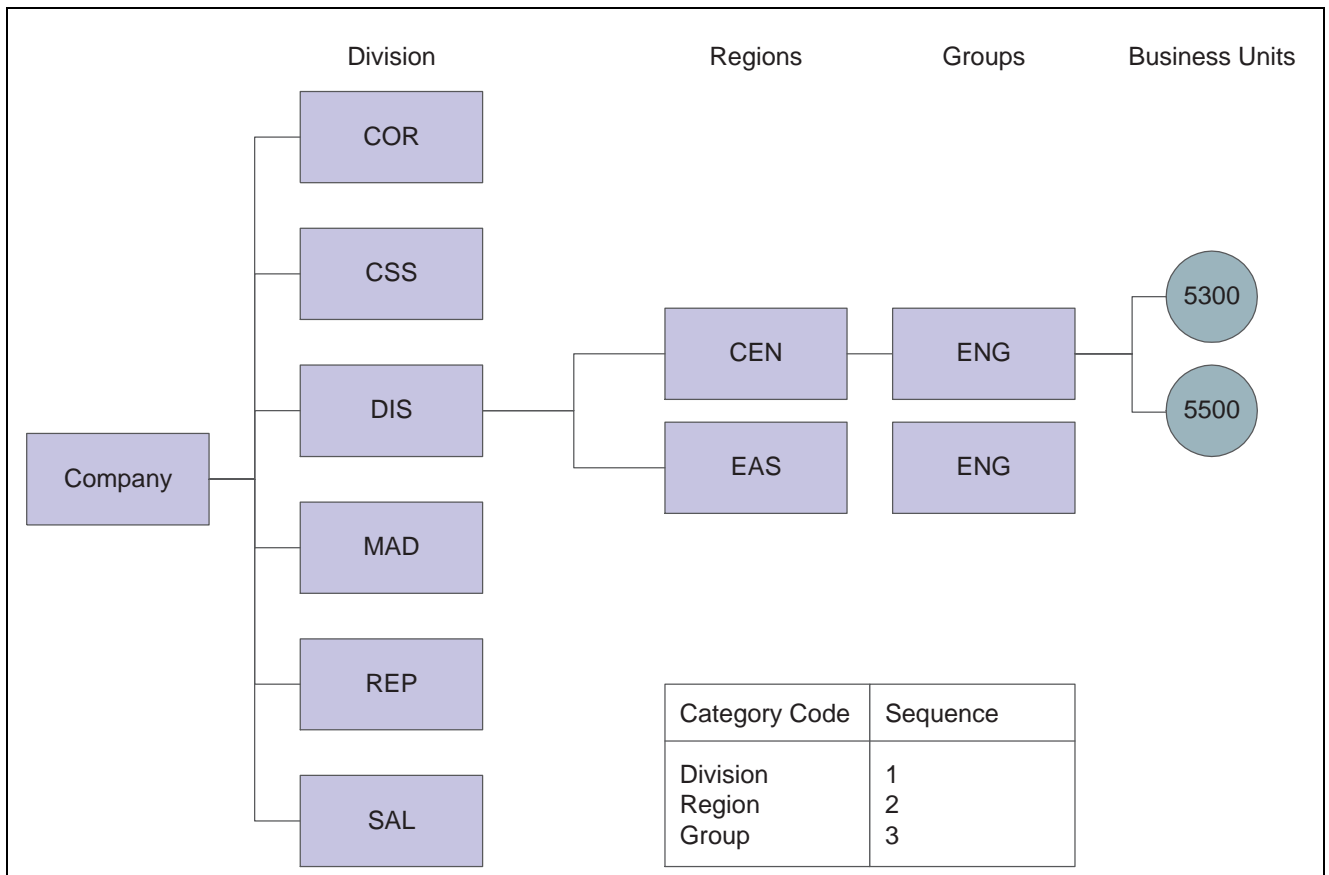 Division Regions Groups Business Units
COR
CSS
5300
CEN ENG
DIS
5500
EAS ENG
Company
MAD
REP
Category Code Sequence
Division 1
Region 2
Group 3
SAL